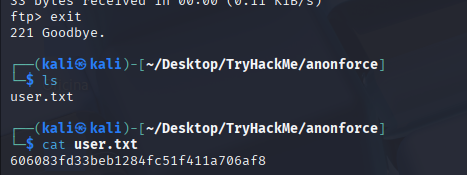 33 bytes received in 00:00 (0.11 KiB/s)
ftp> exit
221 Goodbye.
┌──(kali㉿kali)-[~/Desktop/TryHackMe/anonforce]
└─$ ls
user.txt
┌──(kali㉿kali)-[~/Desktop/TryHackMe/anonforce]
└─$ cat user.txt
606083fd33beb1284fc51f411a706af8